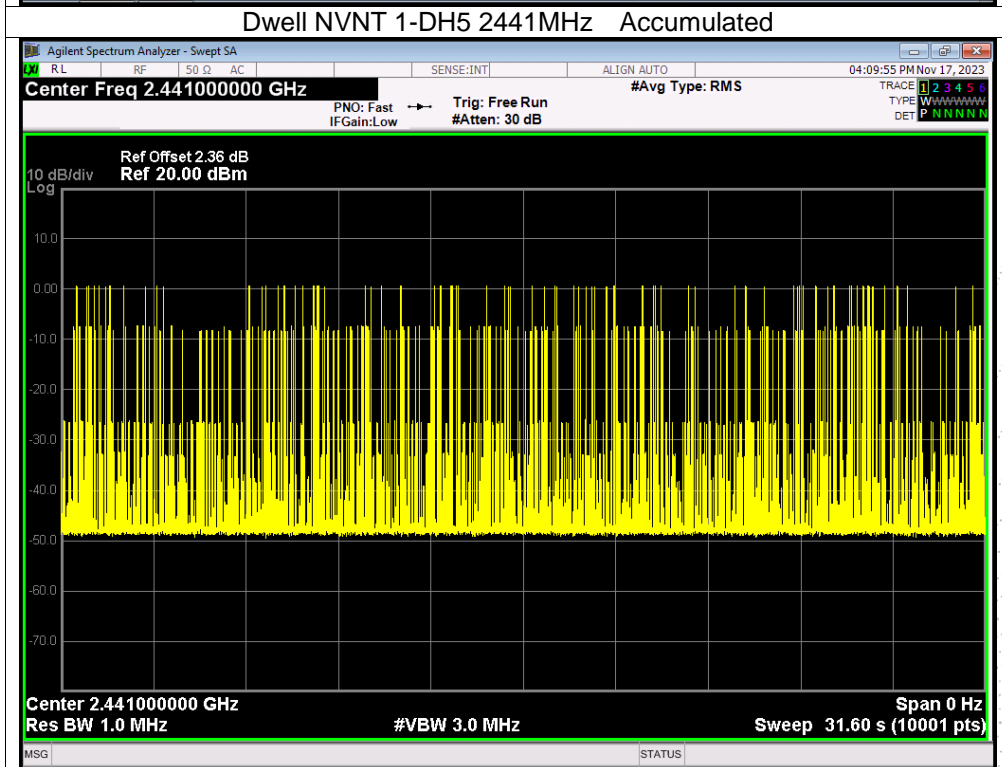 Dwell NVNT 1-DH5 2441MHz Accumulated
Agilent Spectrum Analyzer - Swept SA
LXI RL RF 50 Ω AC SENSE:INT ALIGN AUTO 04:09:55 PM Nov 17, 2023
Center Freq 2.441000000 GHz #Avg Type: RMS TRACE 1 2 3 4 5 6
PNO: Fast Trig: Free Run TYPE WWWWWW
IFGain:Low #Atten: 30 dB DET P N N N N N
Ref Offset 2.36 dB
10 dB/div Ref 20.00 dBm
Log
10.0
0.00
-10.0
-20.0
-30.0
-40.0
-50.0
-60.0
-70.0
Center 2.441000000 GHz Span 0 Hz
Res BW 1.0 MHz #VBW 3.0 MHz Sweep 31.60 s (10001 pts)
MSG STATUS